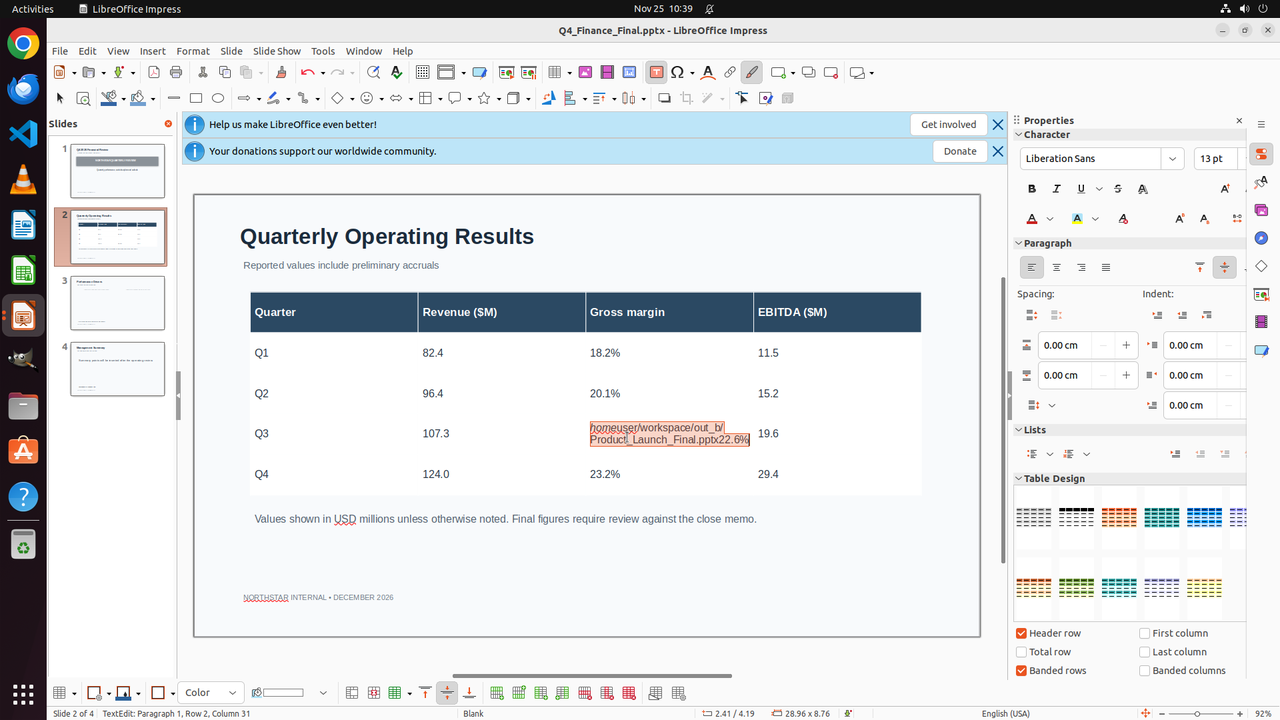 Activities
LibreOffice Impress
Nov 25 10:39
Q4_Finance_Final.pptx - LibreOffice Impress
File Edit View Insert Format Slide Slide Show Tools Window Help
Slides
Help us make LibreOffice even better!
Get involved
Your donations support our worldwide community.
Donate
1
2
3
4
Quarterly Operating Results
Reported values include preliminary accruals
Quarter Revenue ($M) Gross margin EBITDA ($M)
Q1 82.4 18.2% 11.5
Q2 96.4 20.1% 15.2
Q3 107.3 homeuser/workspace/out_b/
Product_Launch_Final.pptx22.6% 19.6
Q4 124.0 23.2% 29.4
Values shown in USD millions unless otherwise noted. Final figures require review against the close memo.
NORTHSTAR INTERNAL • DECEMBER 2026
Properties
Character
Liberation Sans 13 pt
Paragraph
Spacing: Indent:
0.00 cm 0.00 cm
0.00 cm 0.00 cm
0.00 cm
Lists
Table Design
Header row First column
Total row Last column
Banded rows Banded columns
Color
Slide 2 of 4 TextEdit: Paragraph 1, Row 2, Column 31 Blank 2.41 / 4.19 28.96 x 8.76 English (USA) 92%